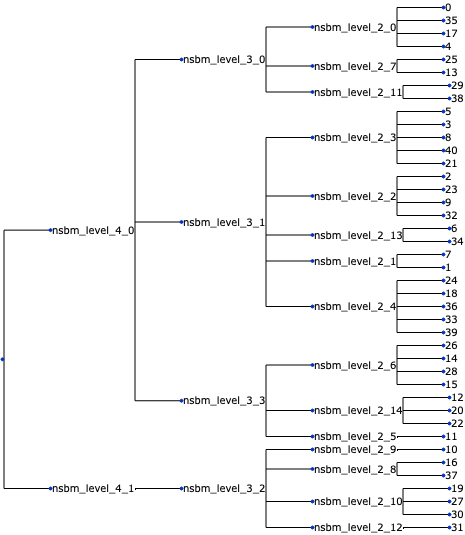 0
35
nsbm_level_2_0
17
4
nsbm_level_3_0
25
nsbm_level_2_7
13
29
nsbm_level_2_11
38
5
3
nsbm_level_2_3
8
40
21
2
nsbm_level_2_2
23
9
32
nsbm_level_3_1
6
nsbm_level_2_13
34
nsbm_level_4_0
7
nsbm_level_2_1
1
24
18
nsbm_level_2_4
36
33
39
26
14
nsbm_level_2_6
28
15
nsbm_level_3_3
12
nsbm_level_2_14
20
22
nsbm_level_2_5
11
nsbm_level_2_9
10
16
nsbm_level_2_8
37
nsbm_level_4_1
nsbm_level_3_2
19
nsbm_level_2_10
27
30
nsbm_level_2_12
31